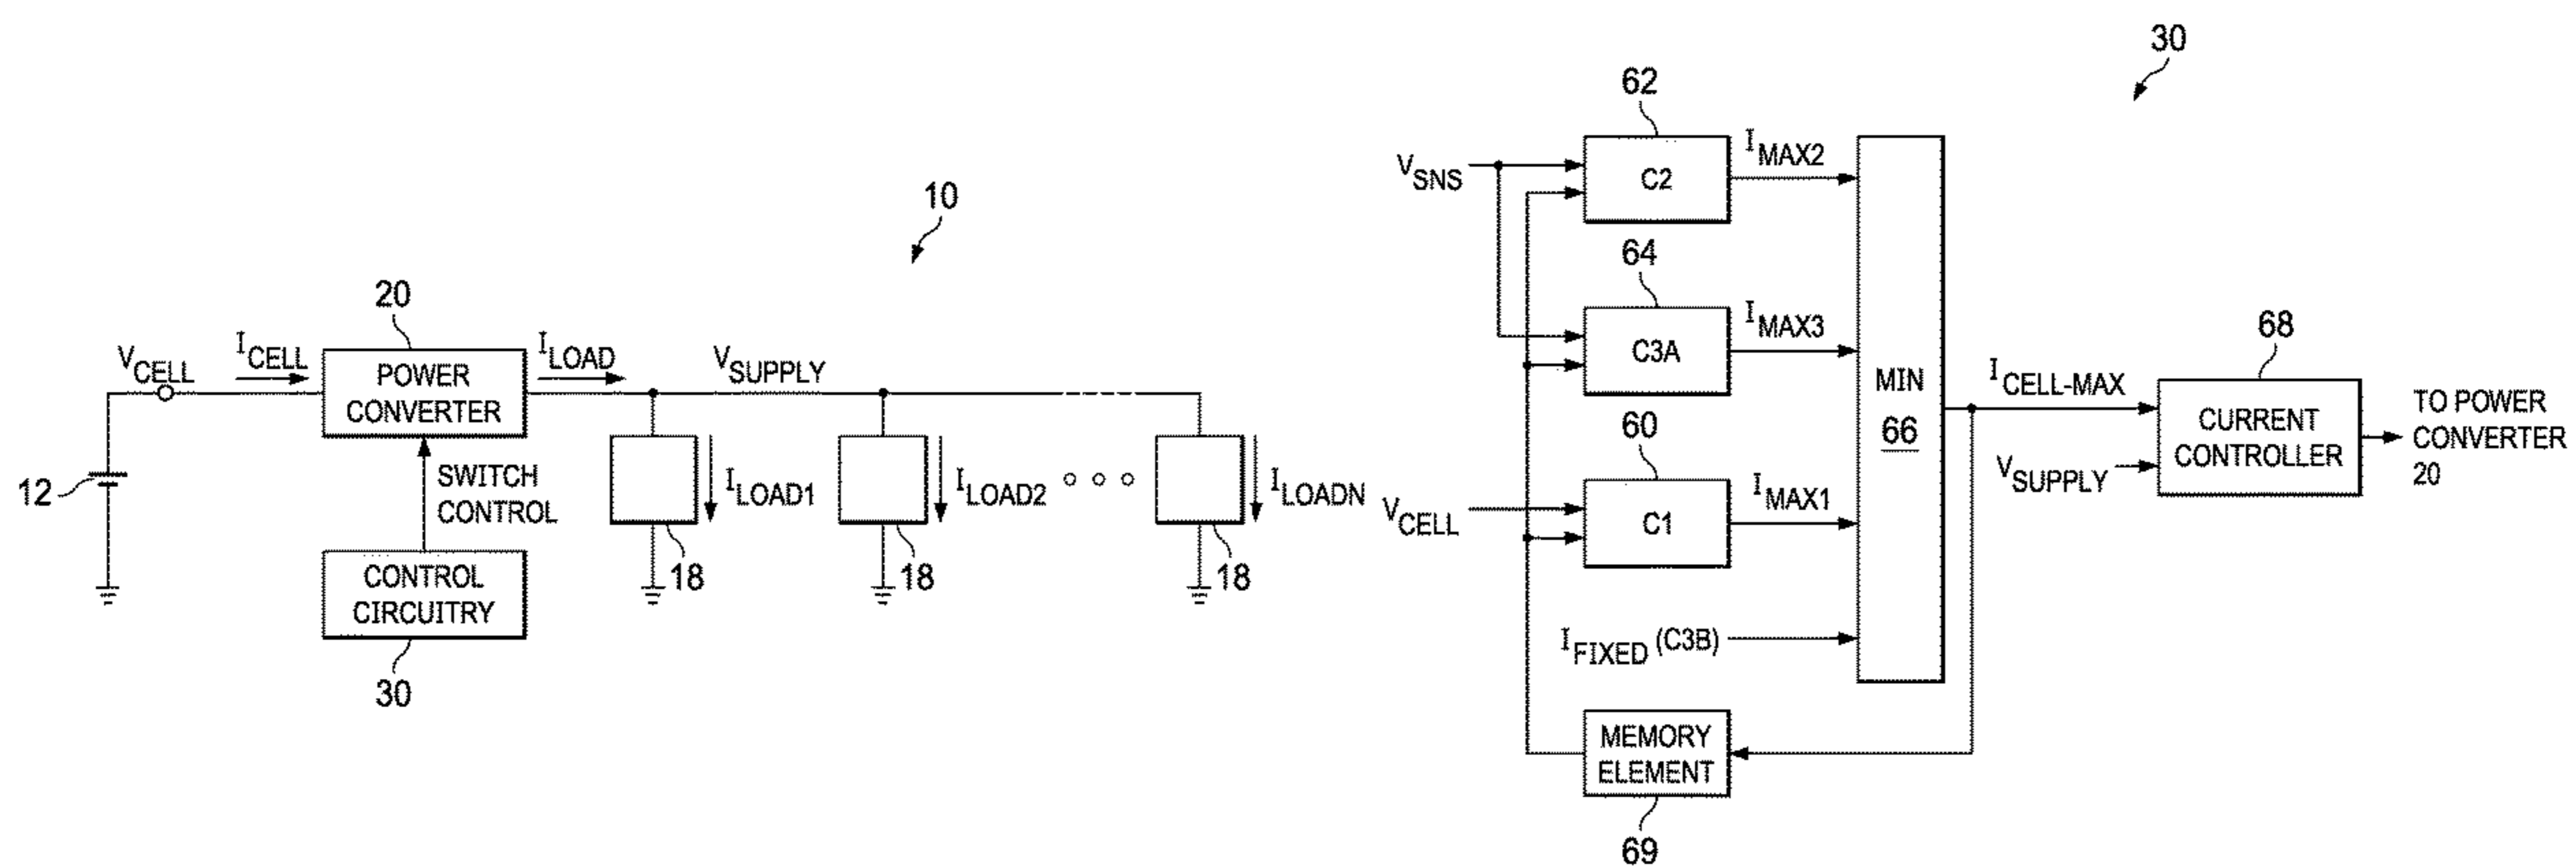 10
20
V_CELL
I_CELL
POWER
CONVERTER
I_LOAD
V_SUPPLY
12
SWITCH
CONTROL
I_LOAD1
I_LOAD2
I_LOADN
18
18
18
CONTROL
CIRCUITRY
30
30
62
V_SNS
C2
I_MAX2
64
C3A
I_MAX3
60
V_CELL
C1
I_MAX1
I_FIXED (C3B)
MIN
66
I_CELL-MAX
68
V_SUPPLY
CURRENT
CONTROLLER
TO POWER
CONVERTER
20
MEMORY
ELEMENT
69